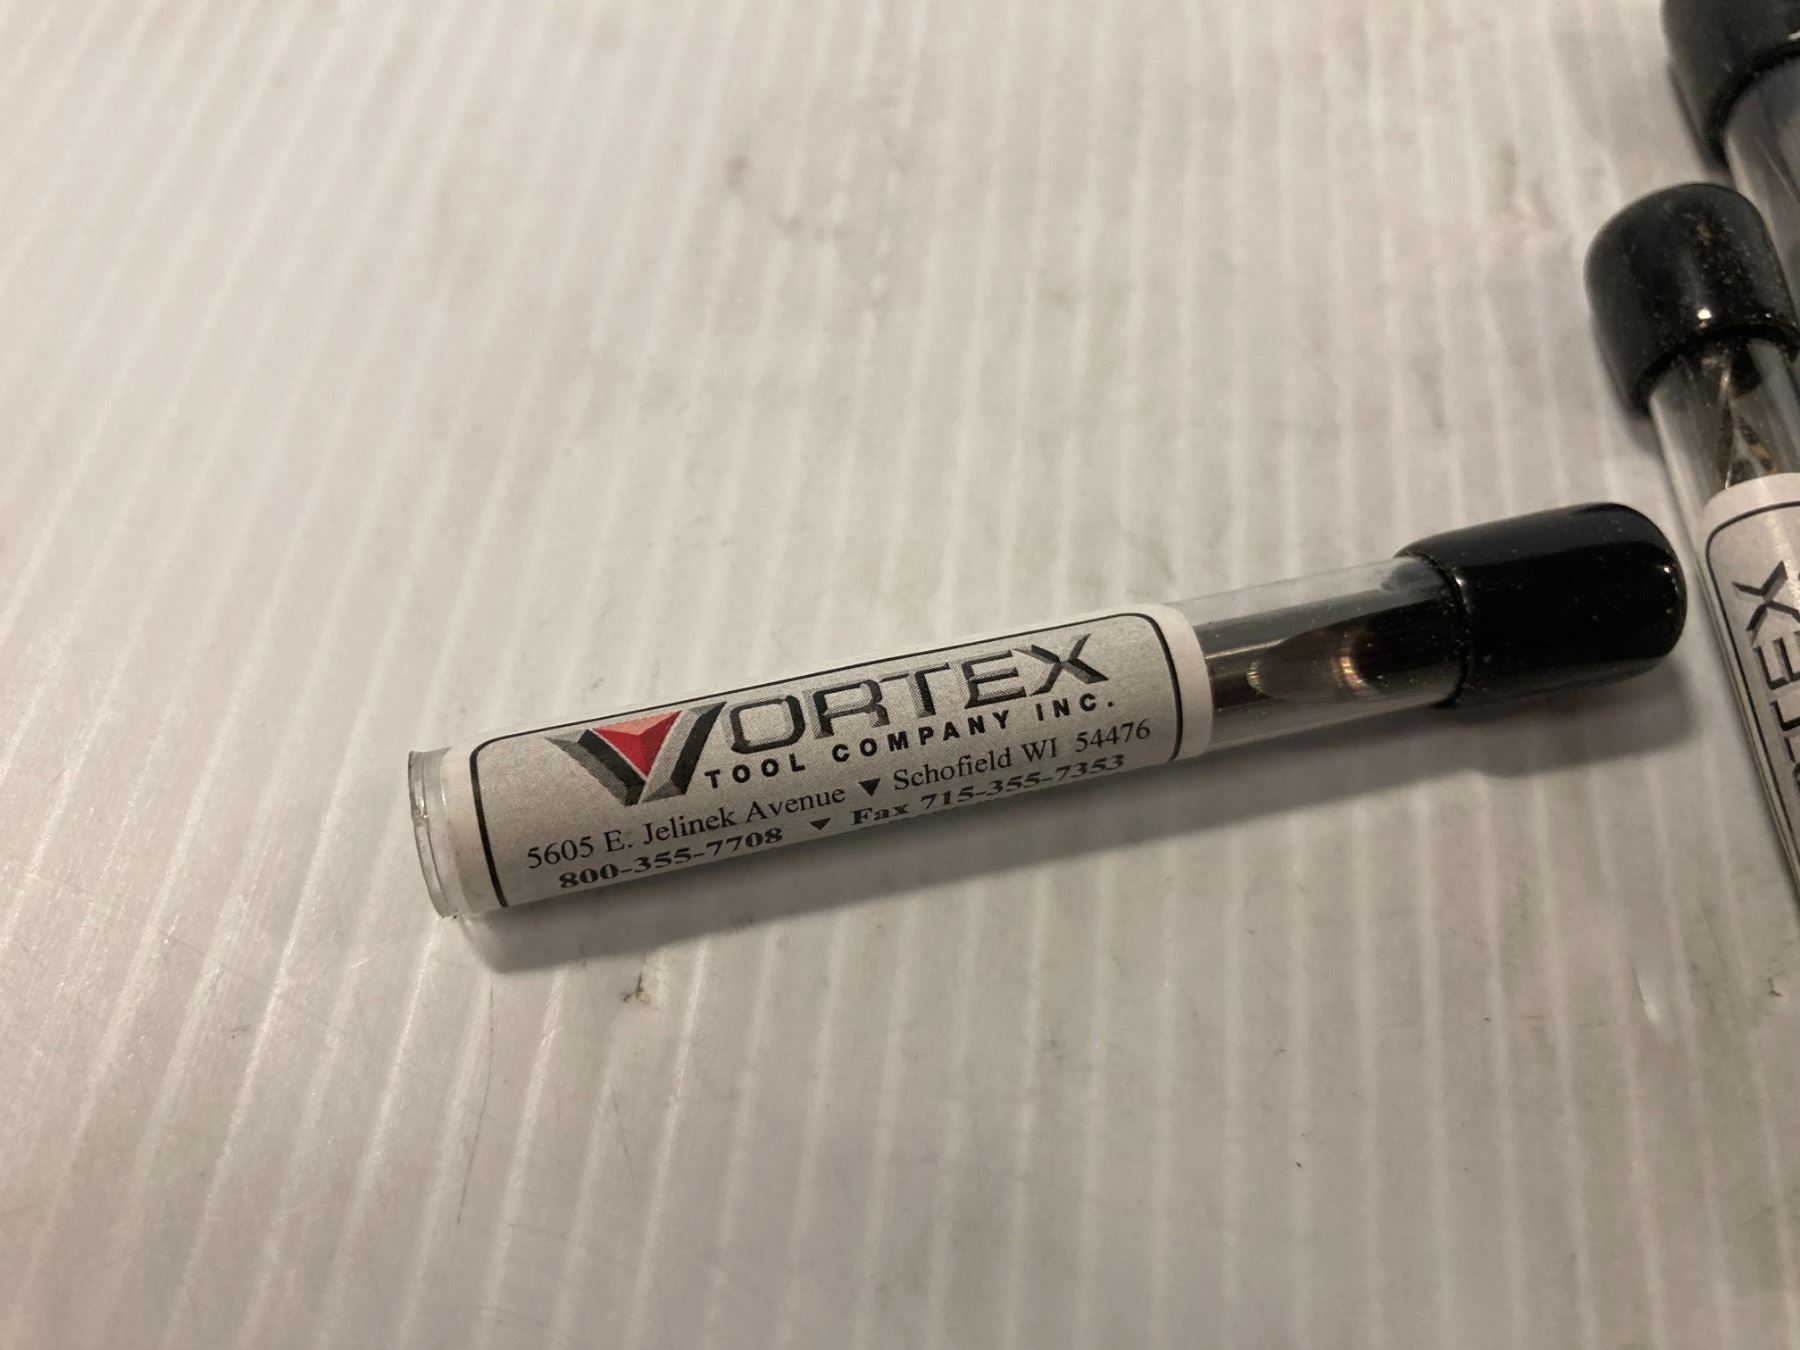 VORTEX
TOOL COMPANY INC.
5605 E. Jelinek Avenue ▼ Schofield WI 54476
800-355-7708 ▼ Fax 715-355-7353
RTEX